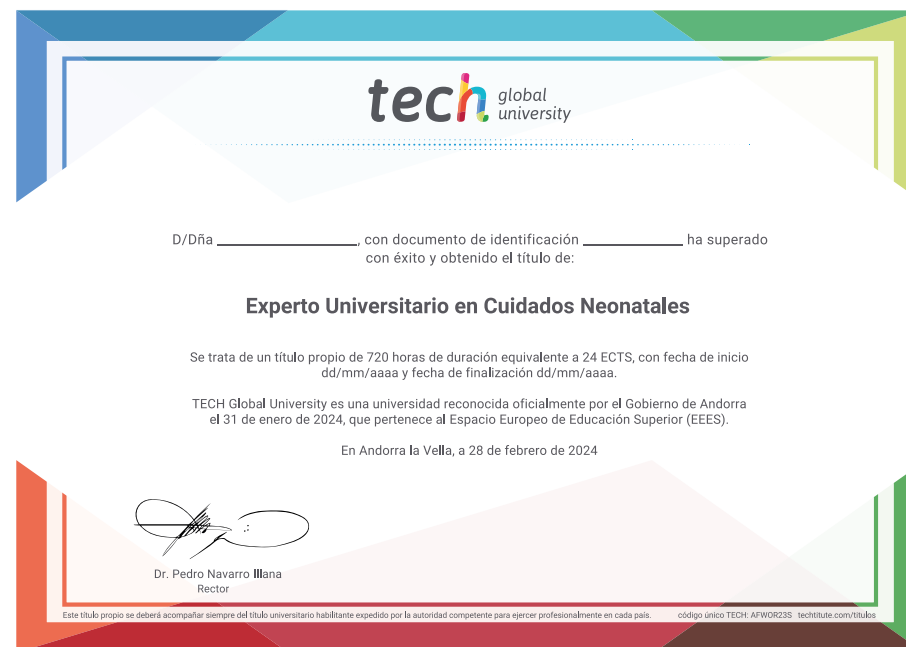 tech global university
D/Dña ____________________, con documento de identificación ______________ ha superado
con éxito y obtenido el título de:
Experto Universitario en Cuidados Neonatales
Se trata de un título propio de 720 horas de duración equivalente a 24 ECTS, con fecha de inicio
dd/mm/aaaa y fecha de finalización dd/mm/aaaa.
TECH Global University es una universidad reconocida oficialmente por el Gobierno de Andorra
el 31 de enero de 2024, que pertenece al Espacio Europeo de Educación Superior (EEES).
En Andorra la Vella, a 28 de febrero de 2024
Dr. Pedro Navarro Illana
Rector
Este título propio se deberá acompañar siempre del título universitario habilitante expedido por la autoridad competente para ejercer profesionalmente en cada país. código único TECH: AFWOR23S techtitute.com/titulos